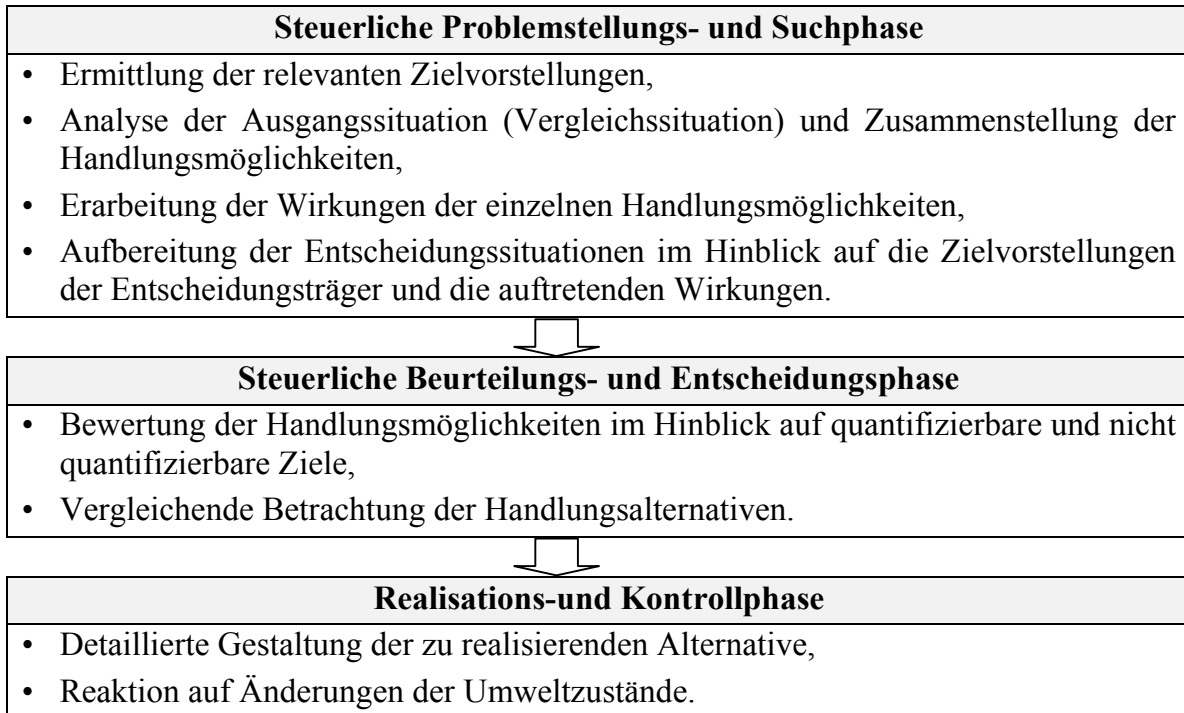 Steuerliche Problemstellungs- und Suchphase
• Ermittlung der relevanten Zielvorstellungen,
• Analyse der Ausgangssituation (Vergleichssituation) und Zusammenstellung der
Handlungsmöglichkeiten,
• Erarbeitung der Wirkungen der einzelnen Handlungsmöglichkeiten,
• Aufbereitung der Entscheidungssituationen im Hinblick auf die Zielvorstellungen
der Entscheidungsträger und die auftretenden Wirkungen.
Steuerliche Beurteilungs- und Entscheidungsphase
• Bewertung der Handlungsmöglichkeiten im Hinblick auf quantifizierbare und nicht
quantifizierbare Ziele,
• Vergleichende Betrachtung der Handlungsalternativen.
Realisations-und Kontrollphase
• Detaillierte Gestaltung der zu realisierenden Alternative,
• Reaktion auf Änderungen der Umweltzustände.